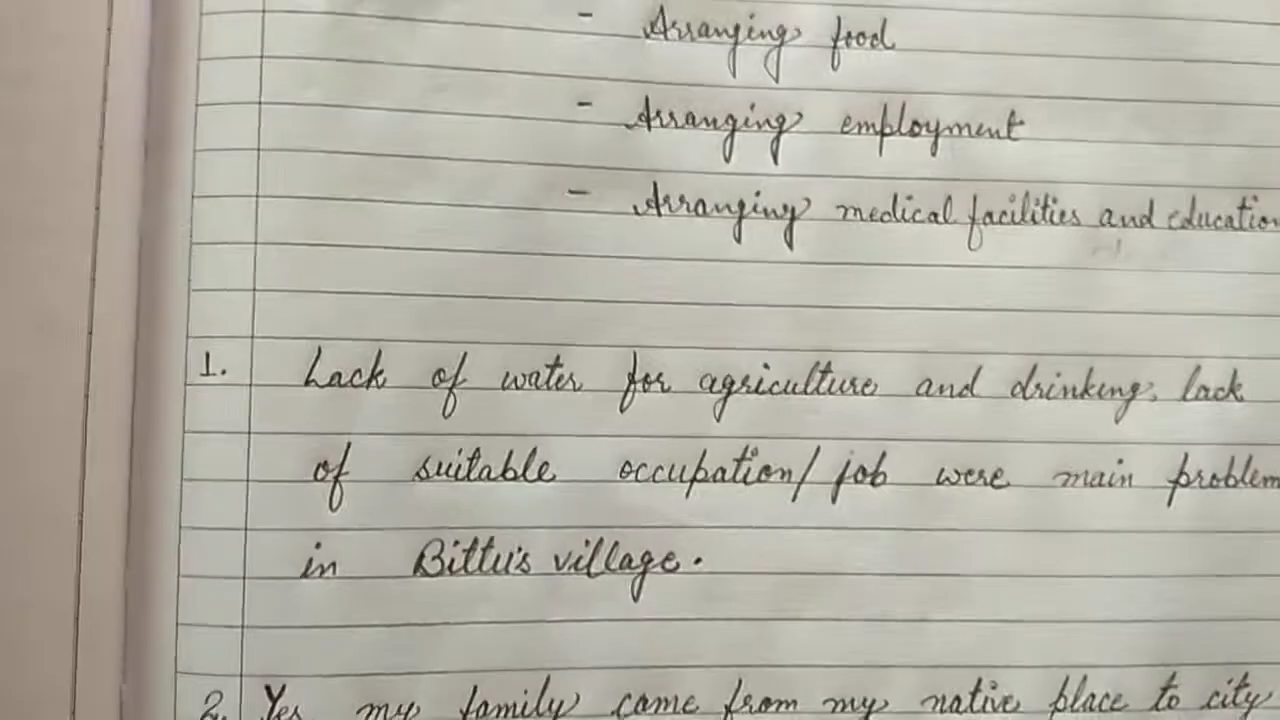 - Arranging food
- Arranging employment
- Arranging medical facilities and education
1. Lack of water for agriculture and drinking, lack
of suitable occupation/ job were main problem
in Bittu's village.
2. Yes my family came from my native place to city